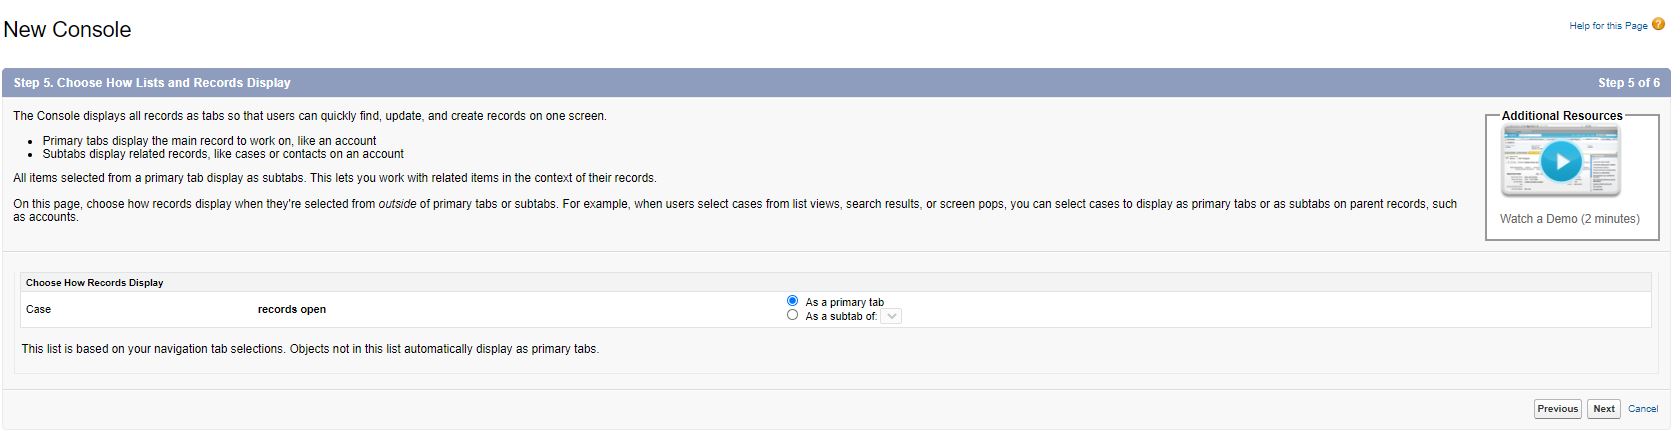 New Console
Help for this Page ?
Step 5. Choose How Lists and Records Display
Step 5 of 6
The Console displays all records as tabs so that users can quickly find, update, and create records on one screen.
• Primary tabs display the main record to work on, like an account
• Subtabs display related records, like cases or contacts on an account
All items selected from a primary tab display as subtabs. This lets you work with related items in the context of their records.
On this page, choose how records display when they're selected from outside of primary tabs or subtabs. For example, when users select cases from list views, search results, or screen pops, you can select cases to display as primary tabs or as subtabs on parent records, such
as accounts.
Additional Resources
Watch a Demo (2 minutes)
Choose How Records Display
Case records open
As a primary tab
As a subtab of:
This list is based on your navigation tab selections. Objects not in this list automatically display as primary tabs.
Previous Next Cancel